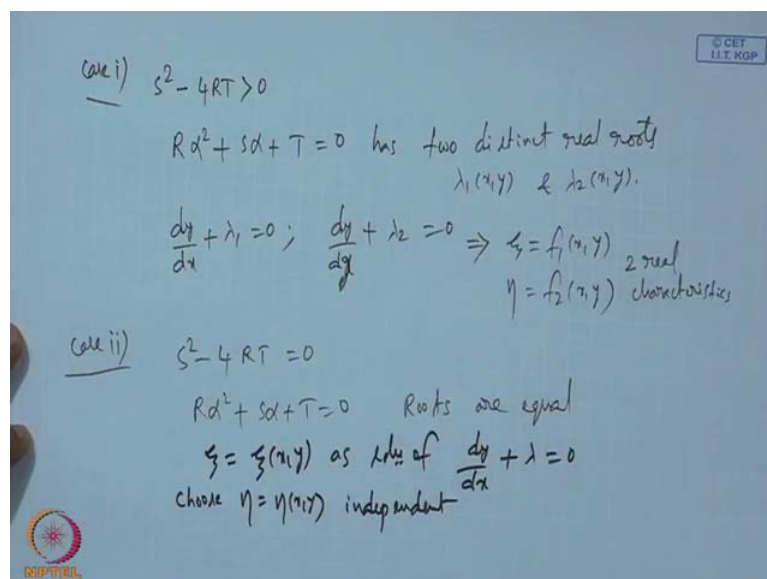 © CET
I.I.T. KGP
Case i) S² - 4RT > 0
Rα² + Sα + T = 0 has two distinct real roots
λ₁(x,y) & λ₂(x,y).
dy/dx + λ₁ = 0 ; dy/dy + λ₂ = 0 ⇒ ξ = f₁(x,y)
η = f₂(x,y) 2 real characteristics
Case ii) S² - 4RT = 0
Rα² + Sα + T = 0 Roots are equal
ξ = ξ(x,y) as soln. of dy/dx + λ = 0
Choose η = η(x,y) independent
NPTEL